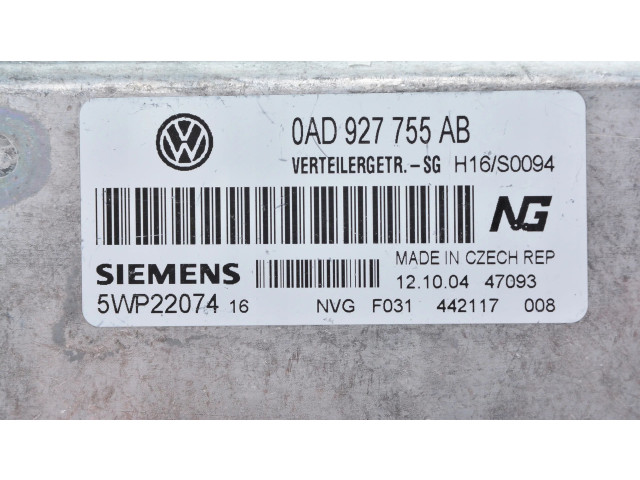 0AD 927 755 AB
VERTEILERGETR.-SG H16/S0094
NG
MADE IN CZECH REP
SIEMENS 12.10.04 47093
5WP22074 16 NVG F031 442117 008